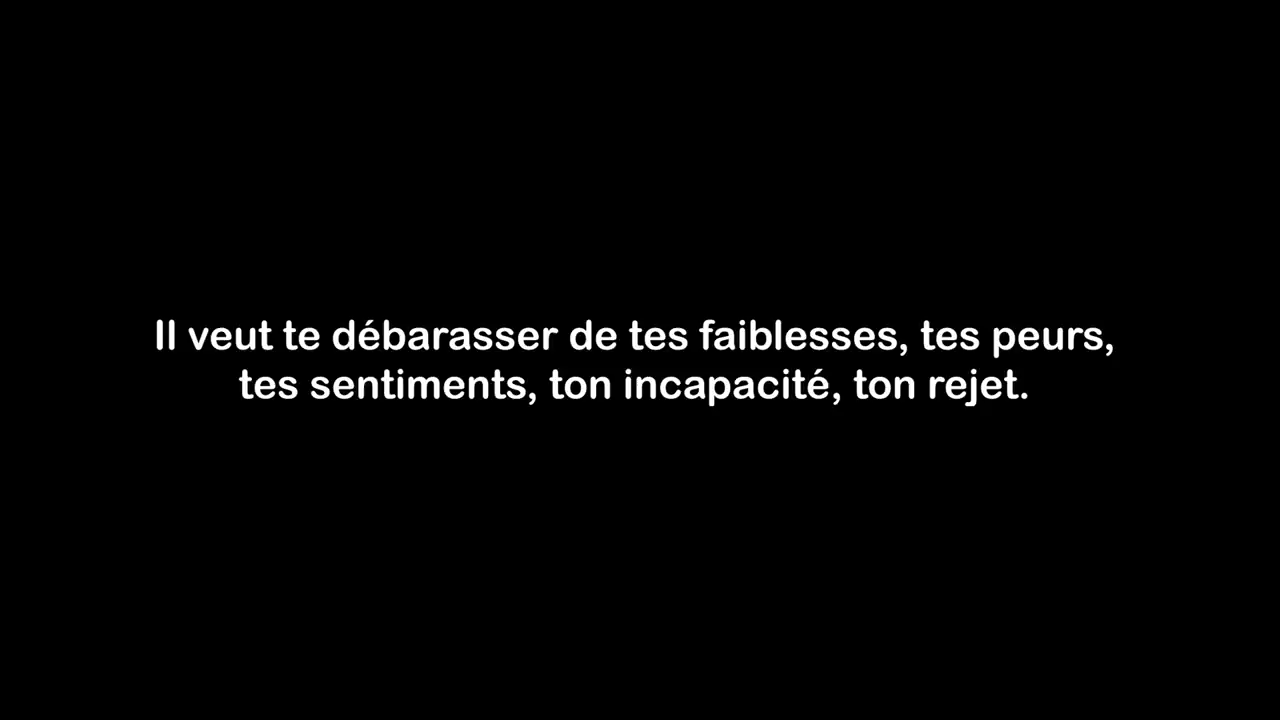 Il veut te débarasser de tes faiblesses, tes peurs,
tes sentiments, ton incapacité, ton rejet.